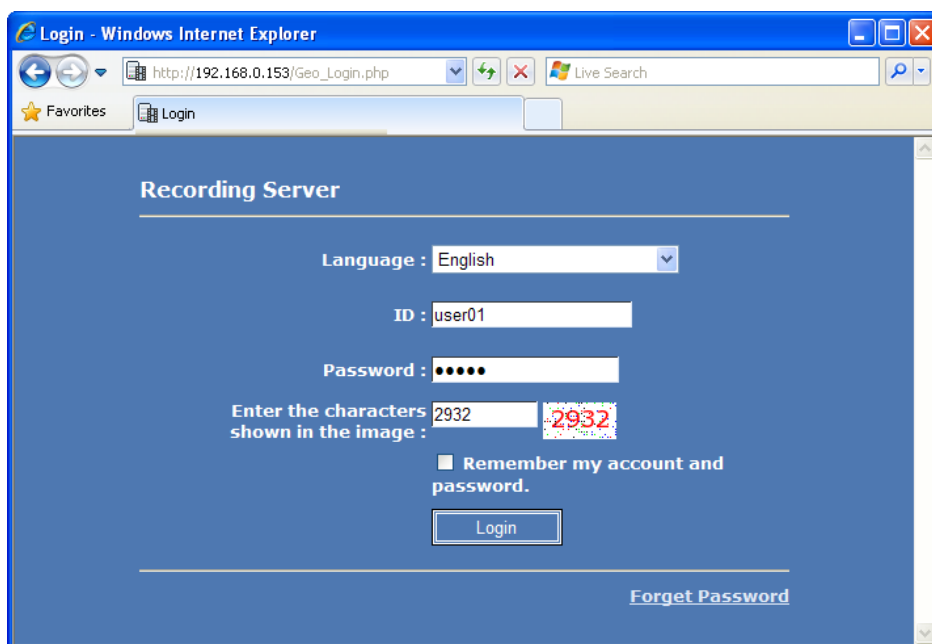 Login - Windows Internet Explorer
http://192.168.0.153/Geo_Login.php
Live Search
Favorites
Login
Recording Server
Language : English
ID : user01
Password : •••••
Enter the characters
shown in the image : 2932 2932
Remember my account and
password.
Login
Forget Password